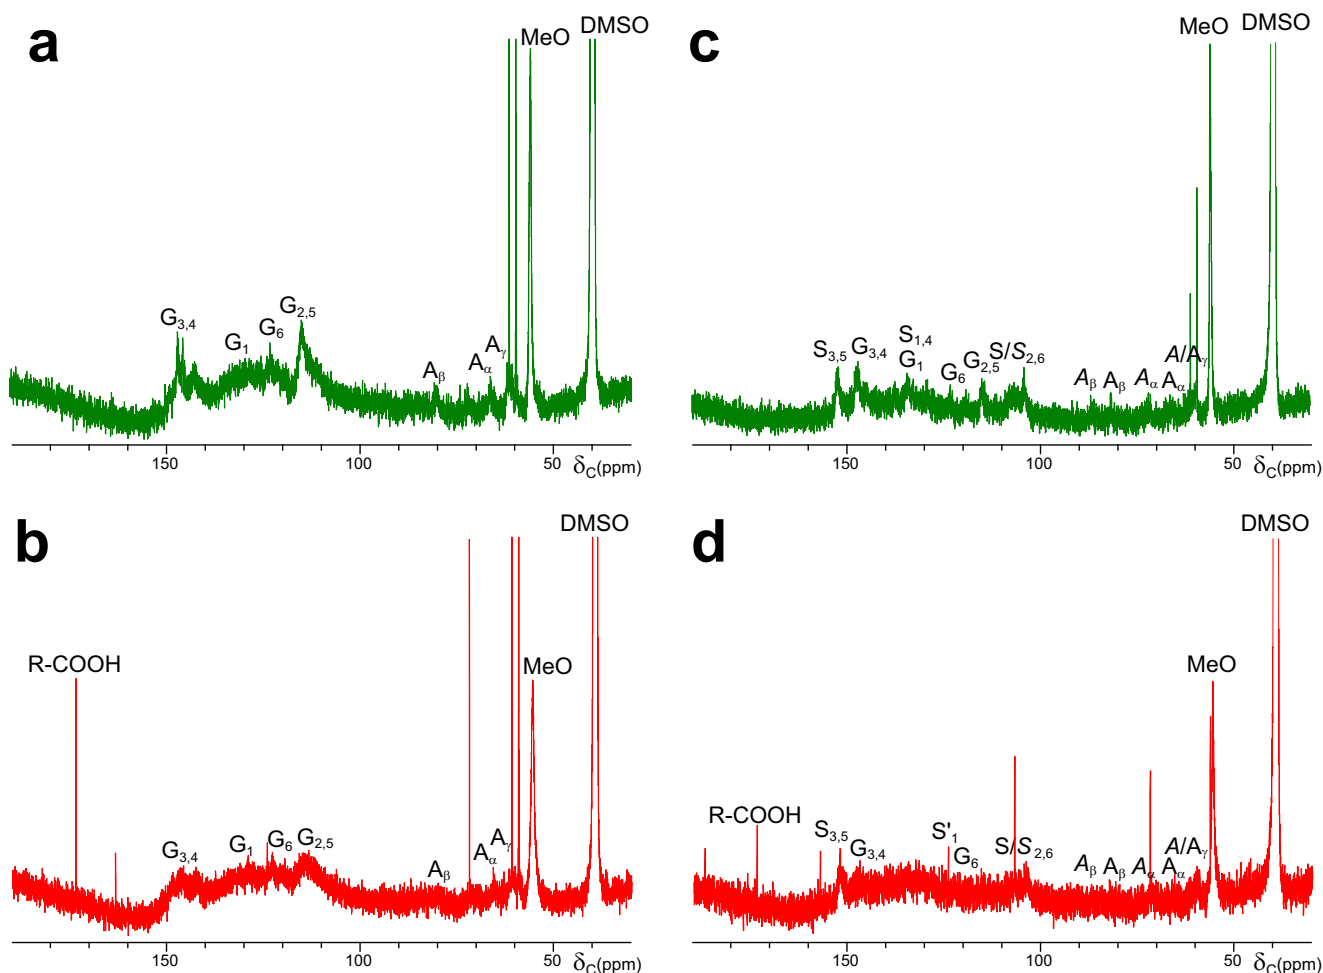 a
MeO
DMSO
G3,4
G1
G6
G2,5
Aβ
Aα
Aγ
150
100
50
δC(ppm)
c
MeO
DMSO
S3,5
G3,4
S1,4
G1
G6
G2,5
S/S2,6
Aβ
Aβ
Aα
Aα
A/Aγ
150
100
50
δC(ppm)
b
DMSO
R-COOH
MeO
G3,4
G1
G6
G2,5
Aβ
Aα
Aγ
150
100
50
δC(ppm)
d
DMSO
MeO
R-COOH
S3,5
G3,4
S'1
G6
S/S2,6
Aβ
Aβ
Aα
Aα
A/Aγ
150
100
50
δC(ppm)